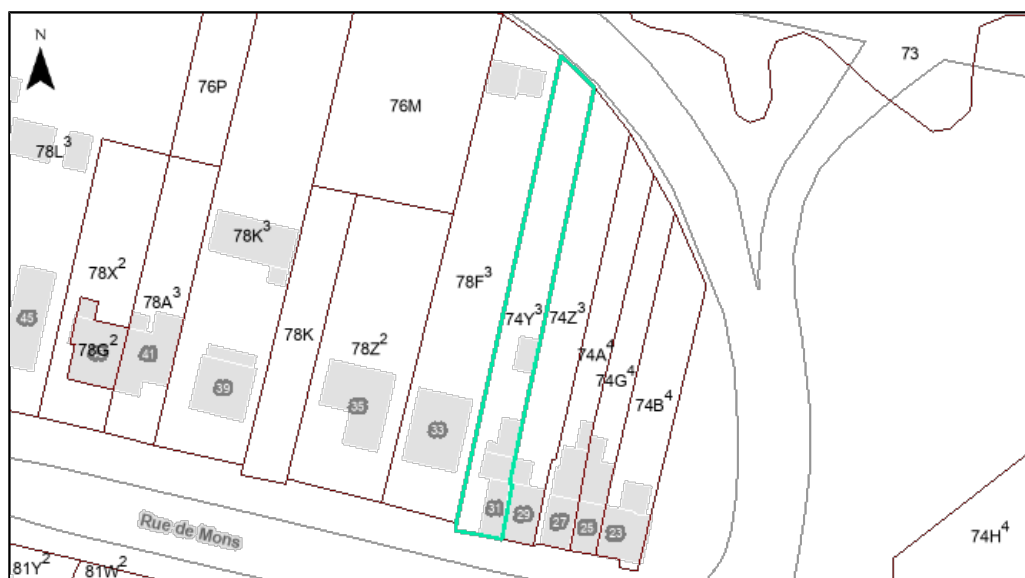 N
73
76P
76M
78L³
78K³
78X²
78F³
78A³
74Y³
74Z³
45
78K
78Z²
78G²
41
74A⁴
74G⁴
39
74B⁴
35
33
31
29
27
25
23
Rue de Mons
74H⁴
81Y²
81W²